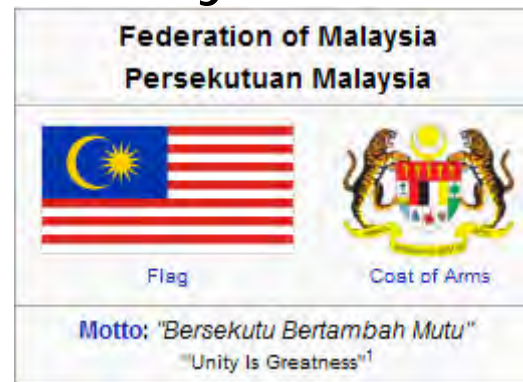 Federation of Malaysia
Persekutuan Malaysia
Flag
Coat of Arms
Motto: "Bersekutu Bertambah Mutu"
"Unity Is Greatness"1